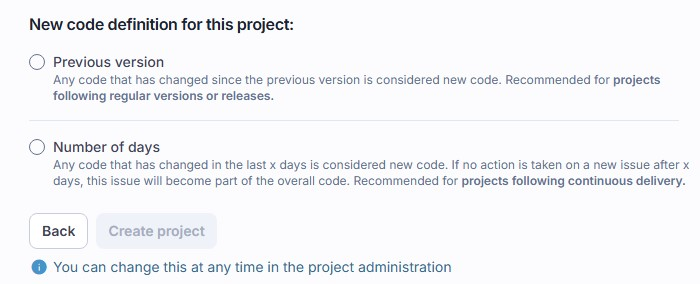 New code definition for this project:
Previous version
Any code that has changed since the previous version is considered new code. Recommended for projects
following regular versions or releases.
Number of days
Any code that has changed in the last x days is considered new code. If no action is taken on a new issue after x
days, this issue will become part of the overall code. Recommended for projects following continuous delivery.
Back Create project
You can change this at any time in the project administration